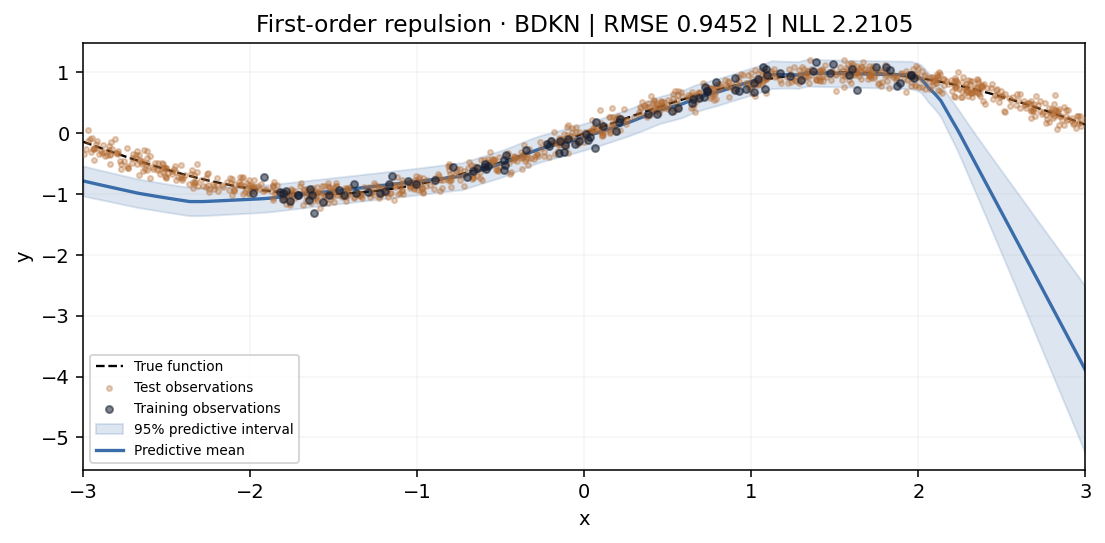 First-order repulsion · BDKN | RMSE 0.9452 | NLL 2.2105
1
0
−1
−2
−3
−4
−5
y
True function
Test observations
Training observations
95% predictive interval
Predictive mean
−3
−2
−1
0
1
2
3
x